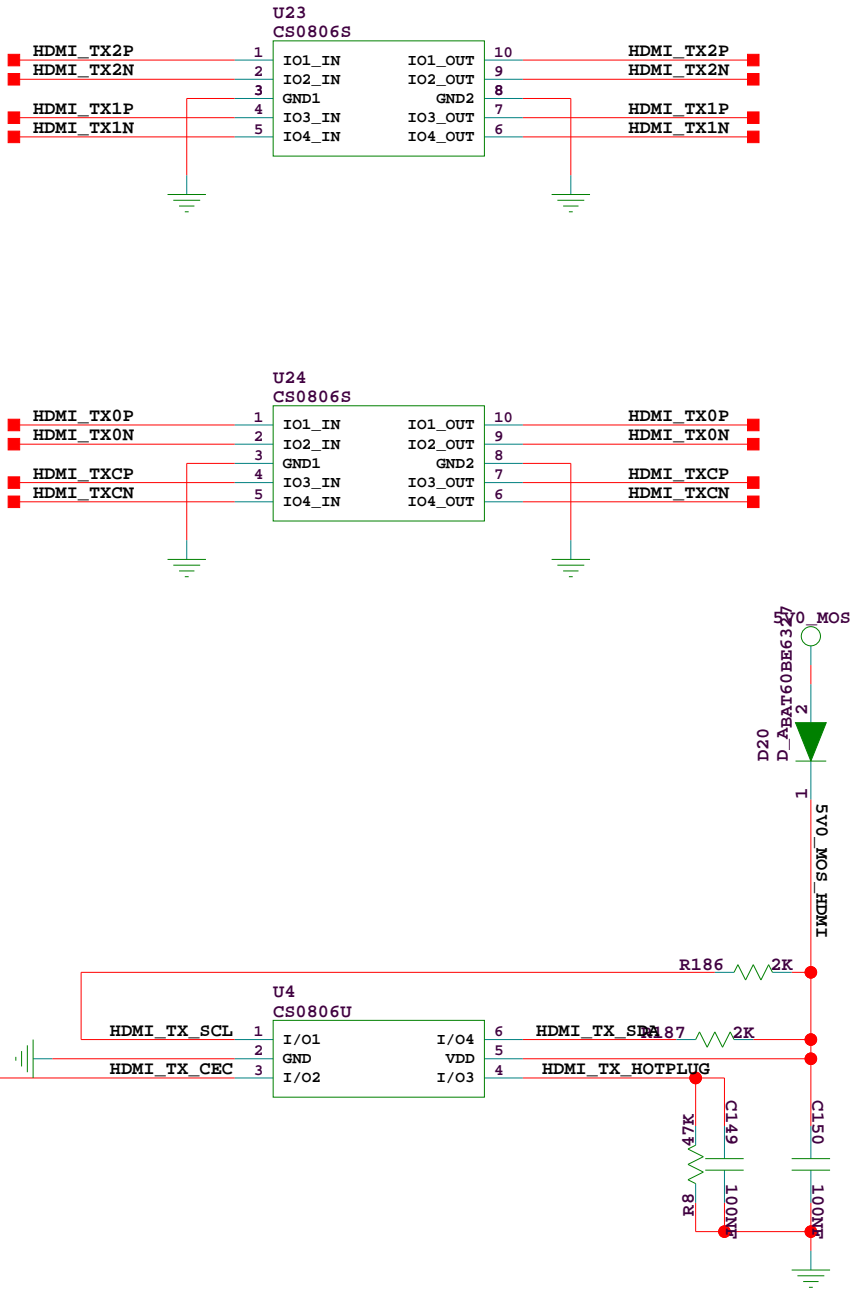 U23
CS0806S
HDMI_TX2P 1 IO1_IN IO1_OUT 10 HDMI_TX2P
HDMI_TX2N 2 IO2_IN IO2_OUT 9 HDMI_TX2N
3 GND1 GND2 8
HDMI_TX1P 4 IO3_IN IO3_OUT 7 HDMI_TX1P
HDMI_TX1N 5 IO4_IN IO4_OUT 6 HDMI_TX1N
U24
CS0806S
HDMI_TX0P 1 IO1_IN IO1_OUT 10 HDMI_TX0P
HDMI_TX0N 2 IO2_IN IO2_OUT 9 HDMI_TX0N
3 GND1 GND2 8
HDMI_TXCP 4 IO3_IN IO3_OUT 7 HDMI_TXCP
HDMI_TXCN 5 IO4_IN IO4_OUT 6 HDMI_TXCN
5V0_MOS
D20
2
1
5V0_MOS_HDMI
R186 2K
U4
CS0806U
HDMI_TX_SCL 1 I/O1 I/O4 6 HDMI_TX_SDA R187 2K
2 GND VDD 5
HDMI_TX_CEC 3 I/O2 I/O3 4 HDMI_TX_HOTPLUG
47K
R8
C149
100NF
C150
100NF